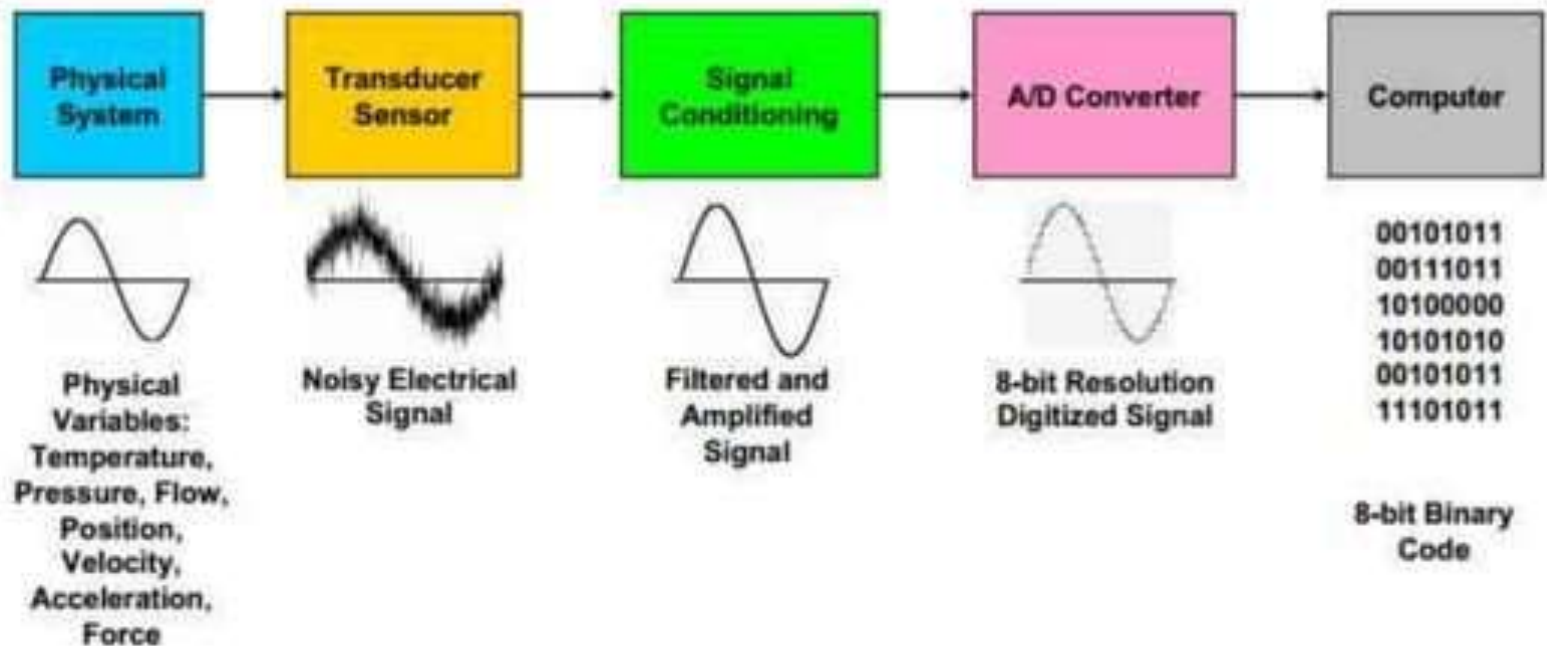 Physical
System
Transducer
Sensor
Signal
Conditioning
A/D Converter
Computer
Physical
Variables:
Temperature,
Pressure, Flow,
Position,
Velocity,
Acceleration,
Force
Noisy Electrical
Signal
Filtered and
Amplified
Signal
8-bit Resolution
Digitized Signal
00101011
00111011
10100000
10101010
00101011
11101011
8-bit Binary
Code